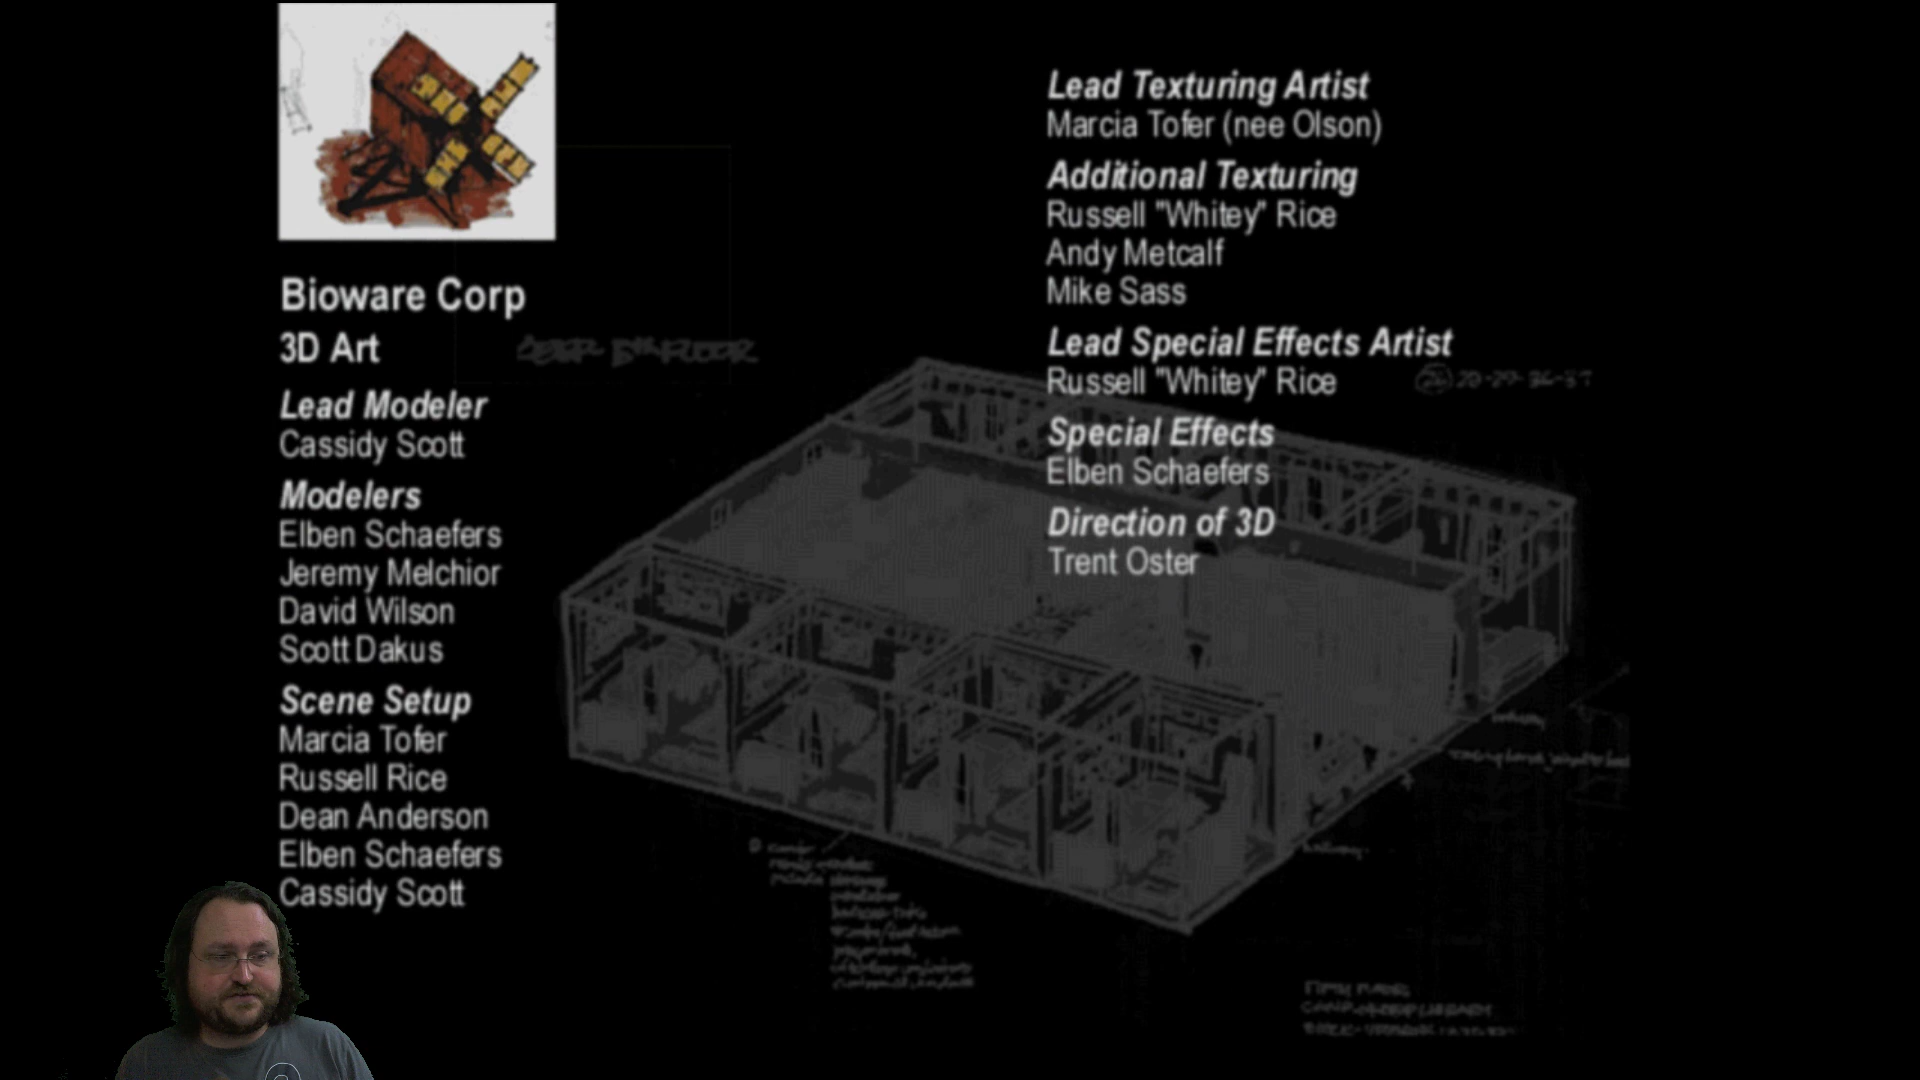 Bioware Corp
3D Art
Lead Modeler
Cassidy Scott
Modelers
Elben Schaefers
Jeremy Melchior
David Wilson
Scott Dakus
Scene Setup
Marcia Tofer
Russell Rice
Dean Anderson
Elben Schaefers
Cassidy Scott
Lead Texturing Artist
Marcia Tofer (nee Olson)
Additional Texturing
Russell "Whitey" Rice
Andy Metcalf
Mike Sass
Lead Special Effects Artist
Russell "Whitey" Rice
Special Effects
Elben Schaefers
Direction of 3D
Trent Oster